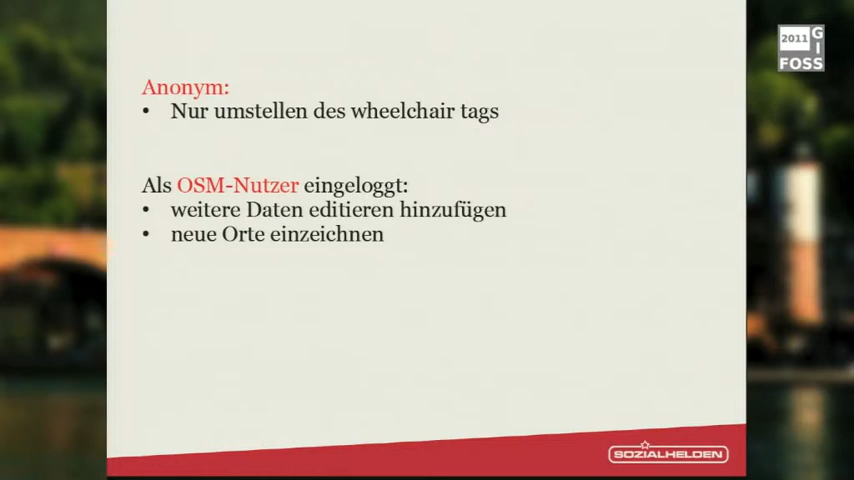 2011 G
I
FOSS
Anonym:
• Nur umstellen des wheelchair tags
Als OSM-Nutzer eingeloggt:
• weitere Daten editieren hinzufügen
• neue Orte einzeichnen
SOZIALHELDEN